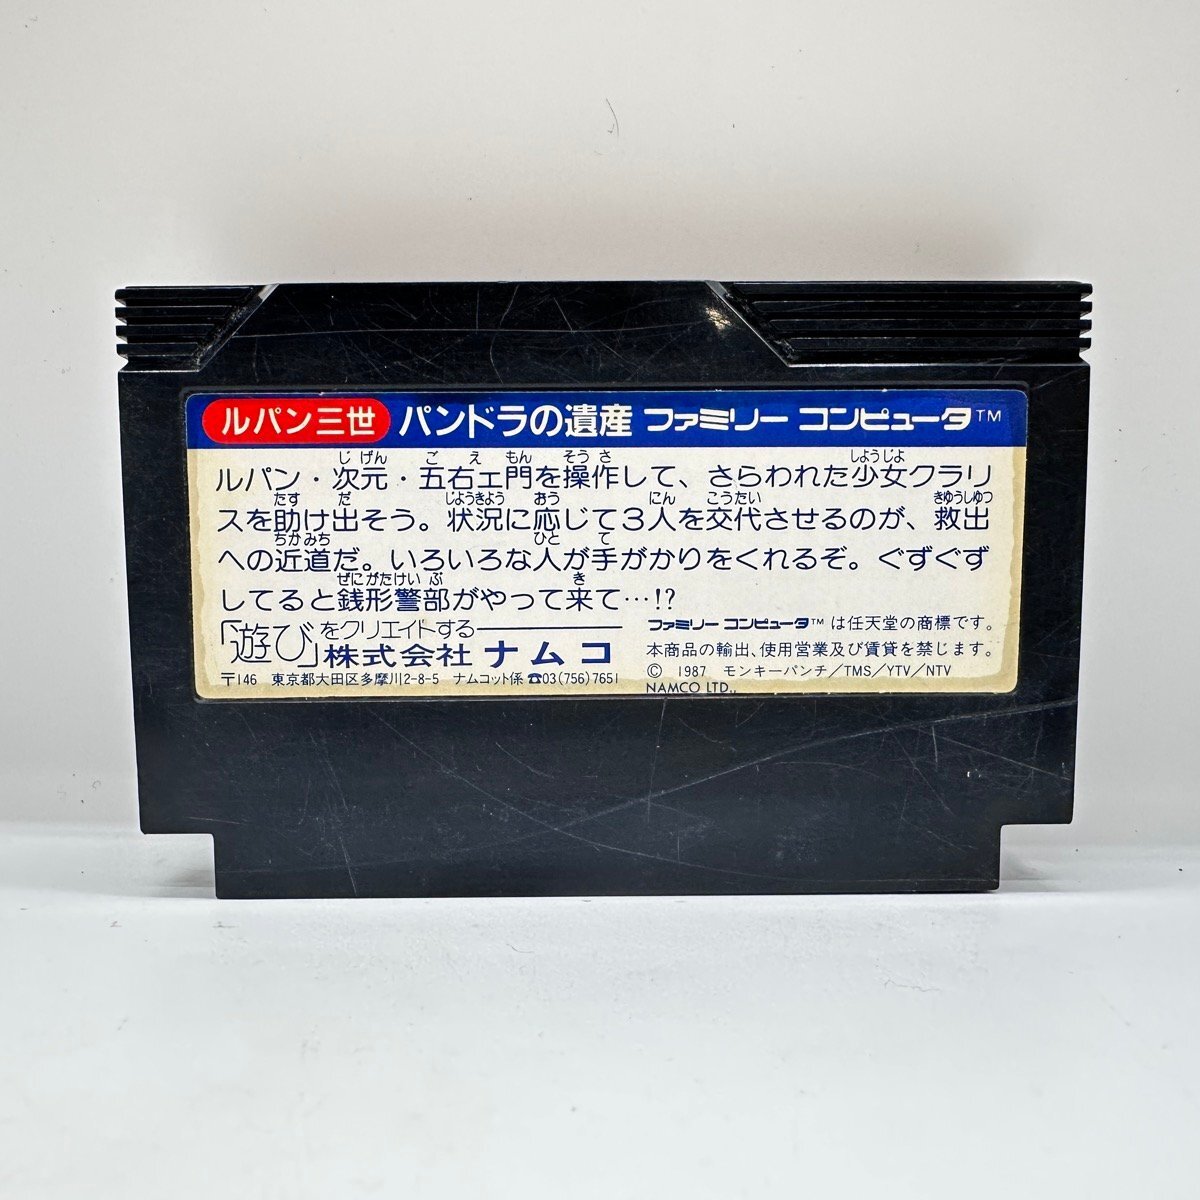 ルパン三世 パンドラの遺産 ファミリー コンピュータ™
じげん ご え もん そうさ しょうじょ
ルパン・次元・五右ェ門を操作して、さらわれた少女クラリ
たす だ じょうきょう おう にん こうたい きゅうしゅつ
スを助け出そう。状況に応じて3人を交代させるのが、救出
ちかみち ひと て
への近道だ。いろいろな人が手がかりをくれるぞ。ぐずぐず
ぜにがたけいぶ き
してると銭形警部がやって来て…!?
「遊び」をクリエイトする
株式会社 ナムコ
〒146 東京都大田区多摩川2-8-5 ナムコット係 ☎03(756)7651
ファミリー コンピュータ™ は任天堂の商標です。
本商品の輸出、使用営業及び賃貸を禁じます。
© 1987 モンキーパンチ/TMS/YTV/NTV
NAMCO LTD.,